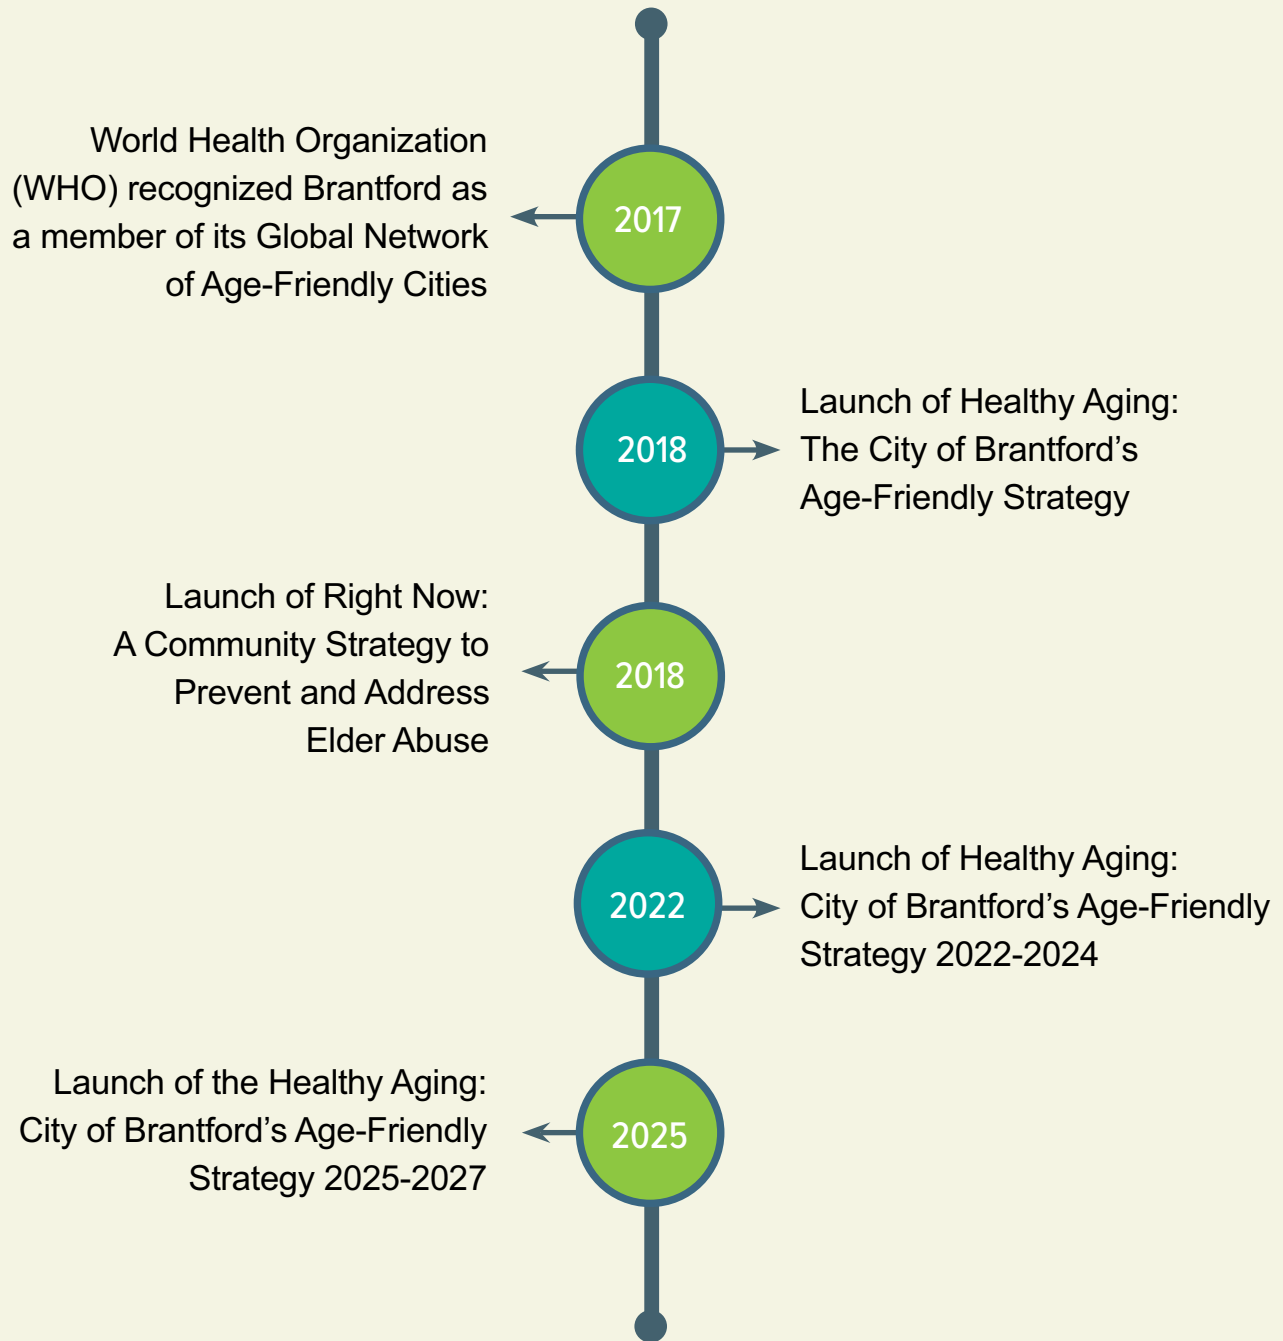 World Health Organization
(WHO) recognized Brantford as
a member of its Global Network
of Age-Friendly Cities
2017
2018
Launch of Healthy Aging:
The City of Brantford’s
Age-Friendly Strategy
Launch of Right Now:
A Community Strategy to
Prevent and Address
Elder Abuse
2018
2022
Launch of Healthy Aging:
City of Brantford’s Age-Friendly
Strategy 2022-2024
Launch of the Healthy Aging:
City of Brantford’s Age-Friendly
Strategy 2025-2027
2025